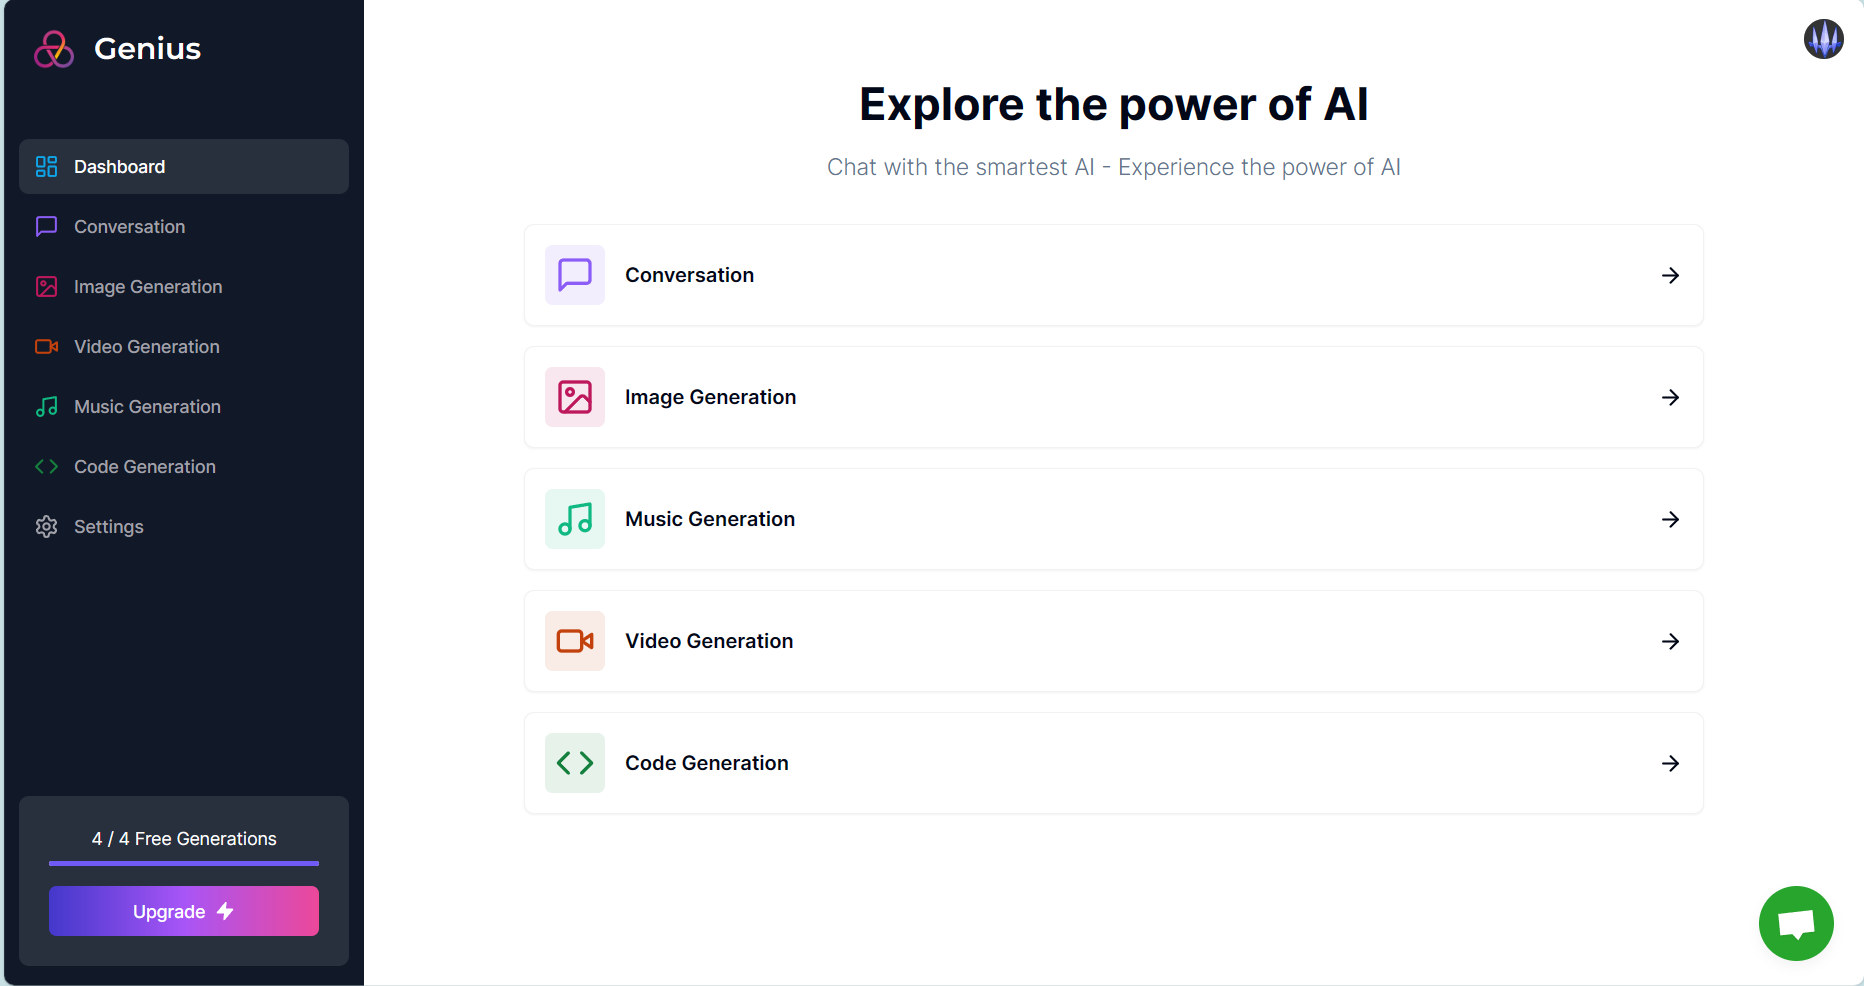 Genius
Dashboard
Conversation
Image Generation
Video Generation
Music Generation
Code Generation
Settings
4 / 4 Free Generations
Upgrade
Explore the power of AI
Chat with the smartest AI - Experience the power of AI
Conversation
Image Generation
Music Generation
Video Generation
Code Generation